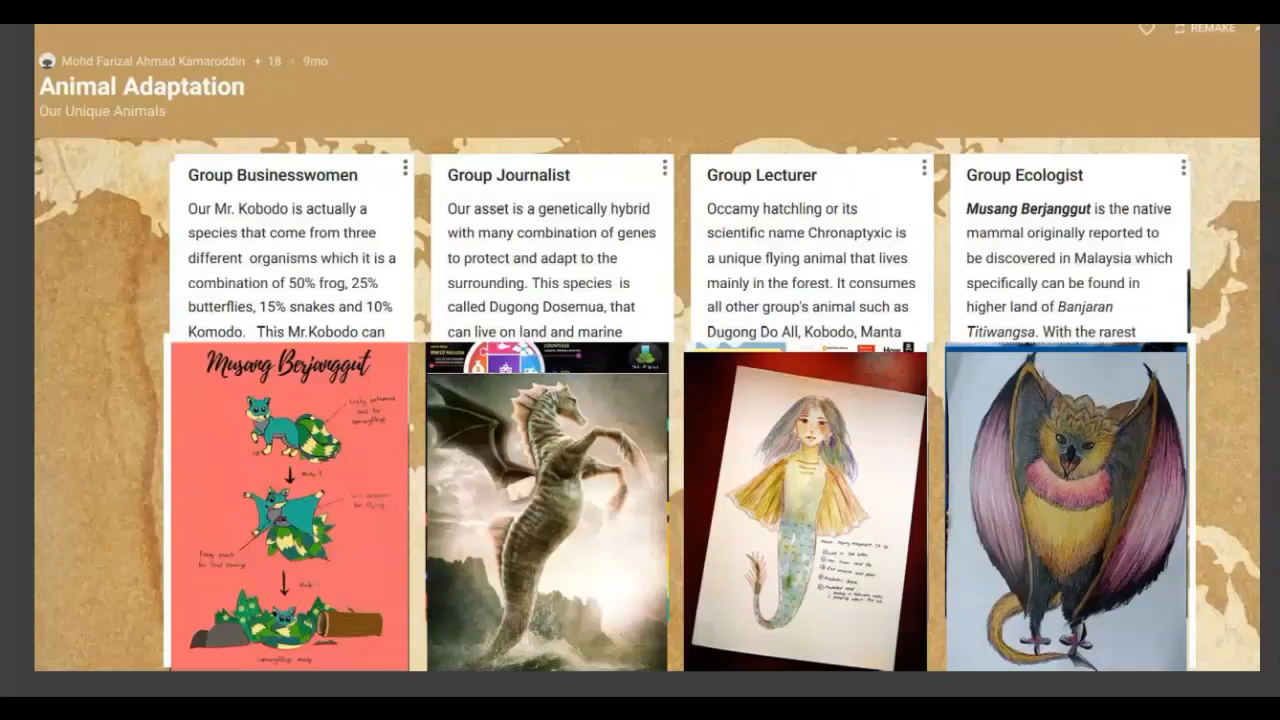 REMAKE
Mohd Farizal Ahmad Kamaroddin + 18 · 9mo
Animal Adaptation
Our Unique Animals
Group Businesswomen
Our Mr. Kobodo is actually a
species that come from three
different organisms which it is a
combination of 50% frog, 25%
butterflies, 15% snakes and 10%
Komodo. This Mr.Kobodo can
Group Journalist
Our asset is a genetically hybrid
with many combination of genes
to protect and adapt to the
surrounding. This species is
called Dugong Dosemua, that
can live on land and marine
Group Lecturer
Occamy hatchling or its
scientific name Chronaptyxic is
a unique flying animal that lives
mainly in the forest. It consumes
all other group's animal such as
Dugong Do All, Kobodo, Manta
Group Ecologist
Musang Berjanggut is the native
mammal originally reported to
be discovered in Malaysia which
specifically can be found in
higher land of Banjaran
Titiwangsa. With the rarest
Musang Berjanggut
RM10 MILLION
How